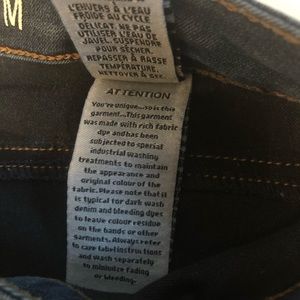 M
L'ENVERS À L'EAU
FROIDE AU CYCLE
DÉLICAT. NE PAS
UTILISER L'EAU DE
JAVEL. SUSPENDRE
POUR SÉCHER.
REPASSER À BASSE
TEMPÉRATURE.
NETTOYER À SEC.
ATTENTION
You're unique...so is this
garment...This garment
was made with rich fabric
dye and has been
subjected to special
industrial washing
treatments to maintain
the appearance and
original colour of the
fabric. Please note that it
is typical for dark wash
denim and bleeding dyes
to leave colour residue
on the hands or other
garments. Always refer
to care label instructions
and wash separately
to minimize fading
or bleeding.